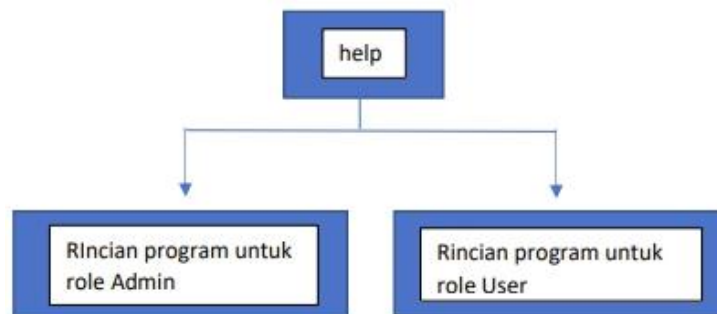 help
RIncian program untuk
role Admin
Rincian program untuk
role User